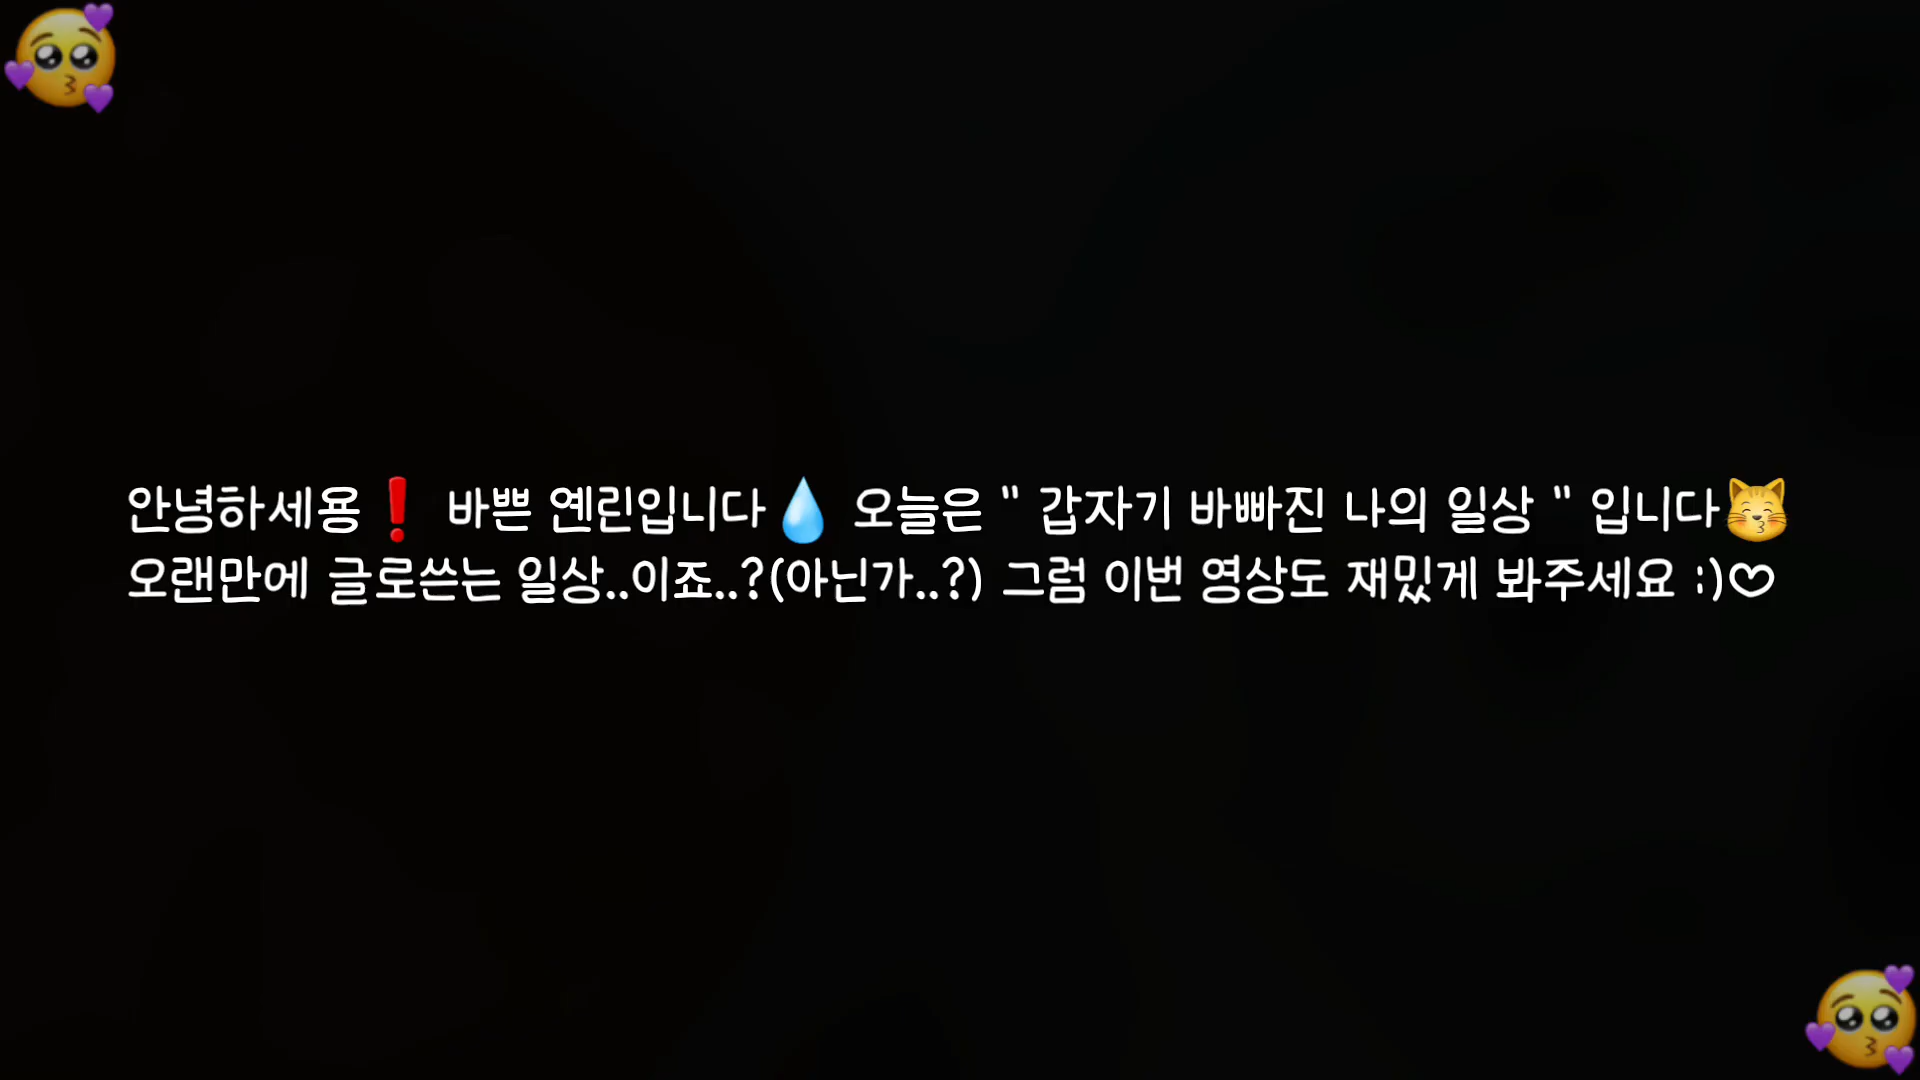 안녕하세용❗ 바쁜 옌린입니다💧 오늘은 " 갑자기 바빠진 나의 일상 " 입니다😽
오랜만에 글로쓴는 일상..이죠..?(아닌가..?) 그럼 이번 영상도 재밌게 봐주세요 :)♡